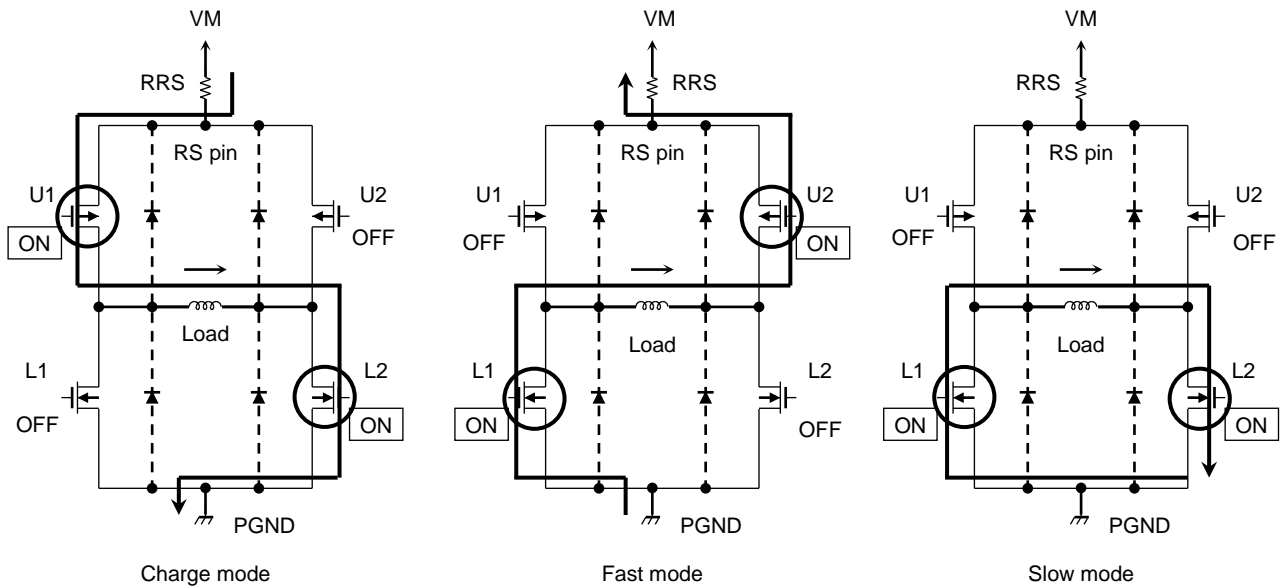 VM
RRS
RS pin
U1
U2
ON
OFF
Load
L1
L2
OFF
ON
PGND
Charge mode
VM
RRS
RS pin
U1
U2
OFF
ON
Load
L1
L2
ON
OFF
PGND
Fast mode
VM
RRS
RS pin
U1
U2
OFF
OFF
Load
L1
L2
ON
ON
PGND
Slow mode